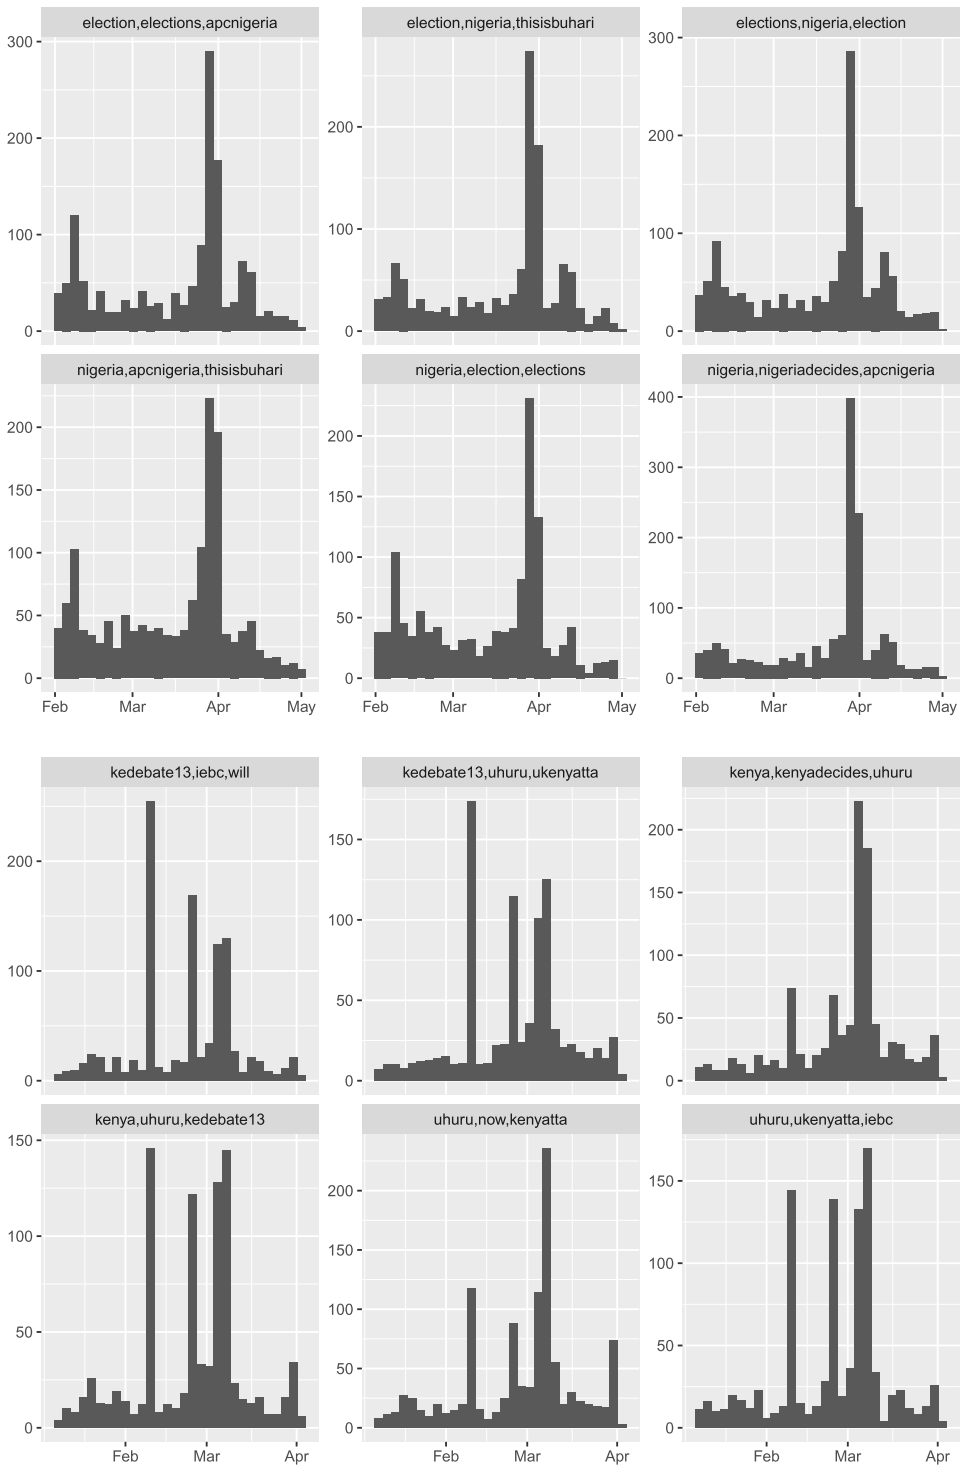 election,elections,apcnigeria
election,nigeria,thisisbuhari
elections,nigeria,election
300
200
100
0
200
100
0
300
200
100
0
nigeria,apcnigeria,thisisbuhari
nigeria,election,elections
nigeria,nigeriadecides,apcnigeria
200
150
100
50
0
200
150
100
50
0
400
300
200
100
0
Feb Mar Apr May
Feb Mar Apr May
Feb Mar Apr May
kedebate13,iebc,will
kedebate13,uhuru,ukenyatta
kenya,kenyadecides,uhuru
200
100
0
150
100
50
0
200
150
100
50
0
kenya,uhuru,kedebate13
uhuru,now,kenyatta
uhuru,ukenyatta,iebc
150
100
50
0
200
150
100
50
0
150
100
50
0
Feb Mar Apr
Feb Mar Apr
Feb Mar Apr